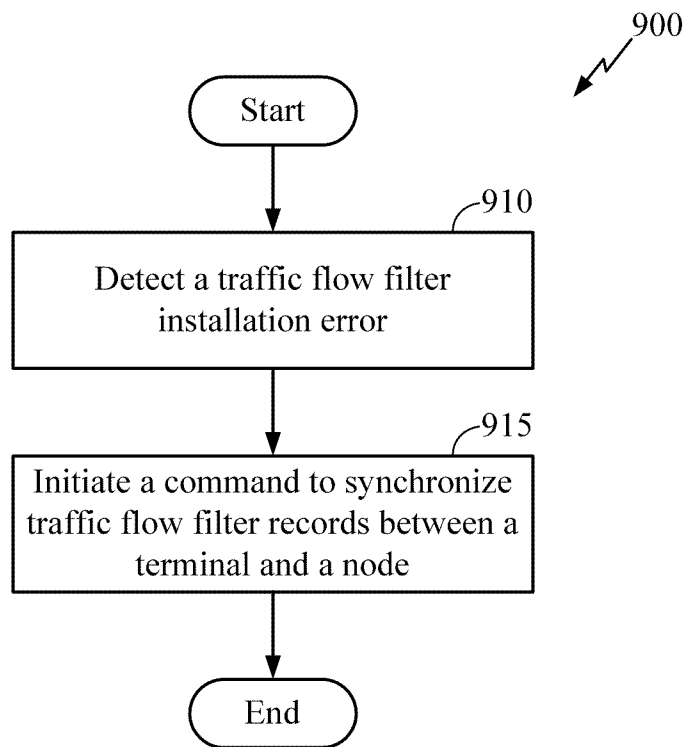 900
Start
910
Detect a traffic flow filter
installation error
915
Initiate a command to synchronize
traffic flow filter records between a
terminal and a node
End